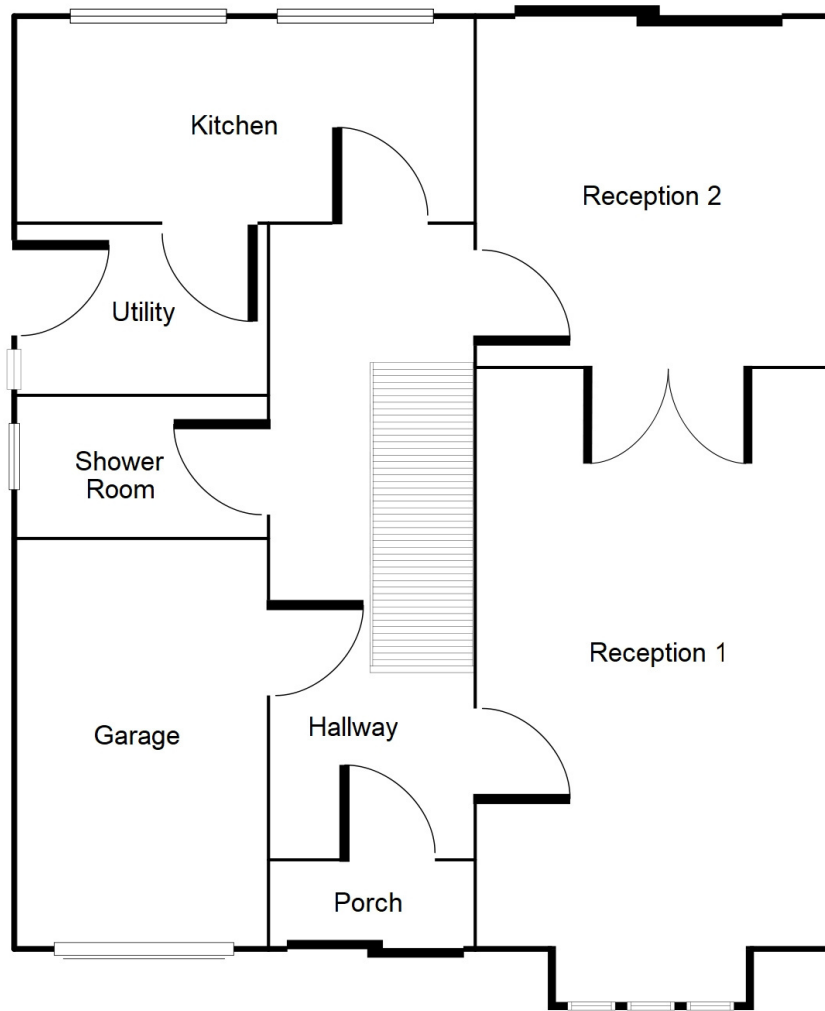 Kitchen
Reception 2
Utility
Shower
Room
Reception 1
Hallway
Garage
Porch